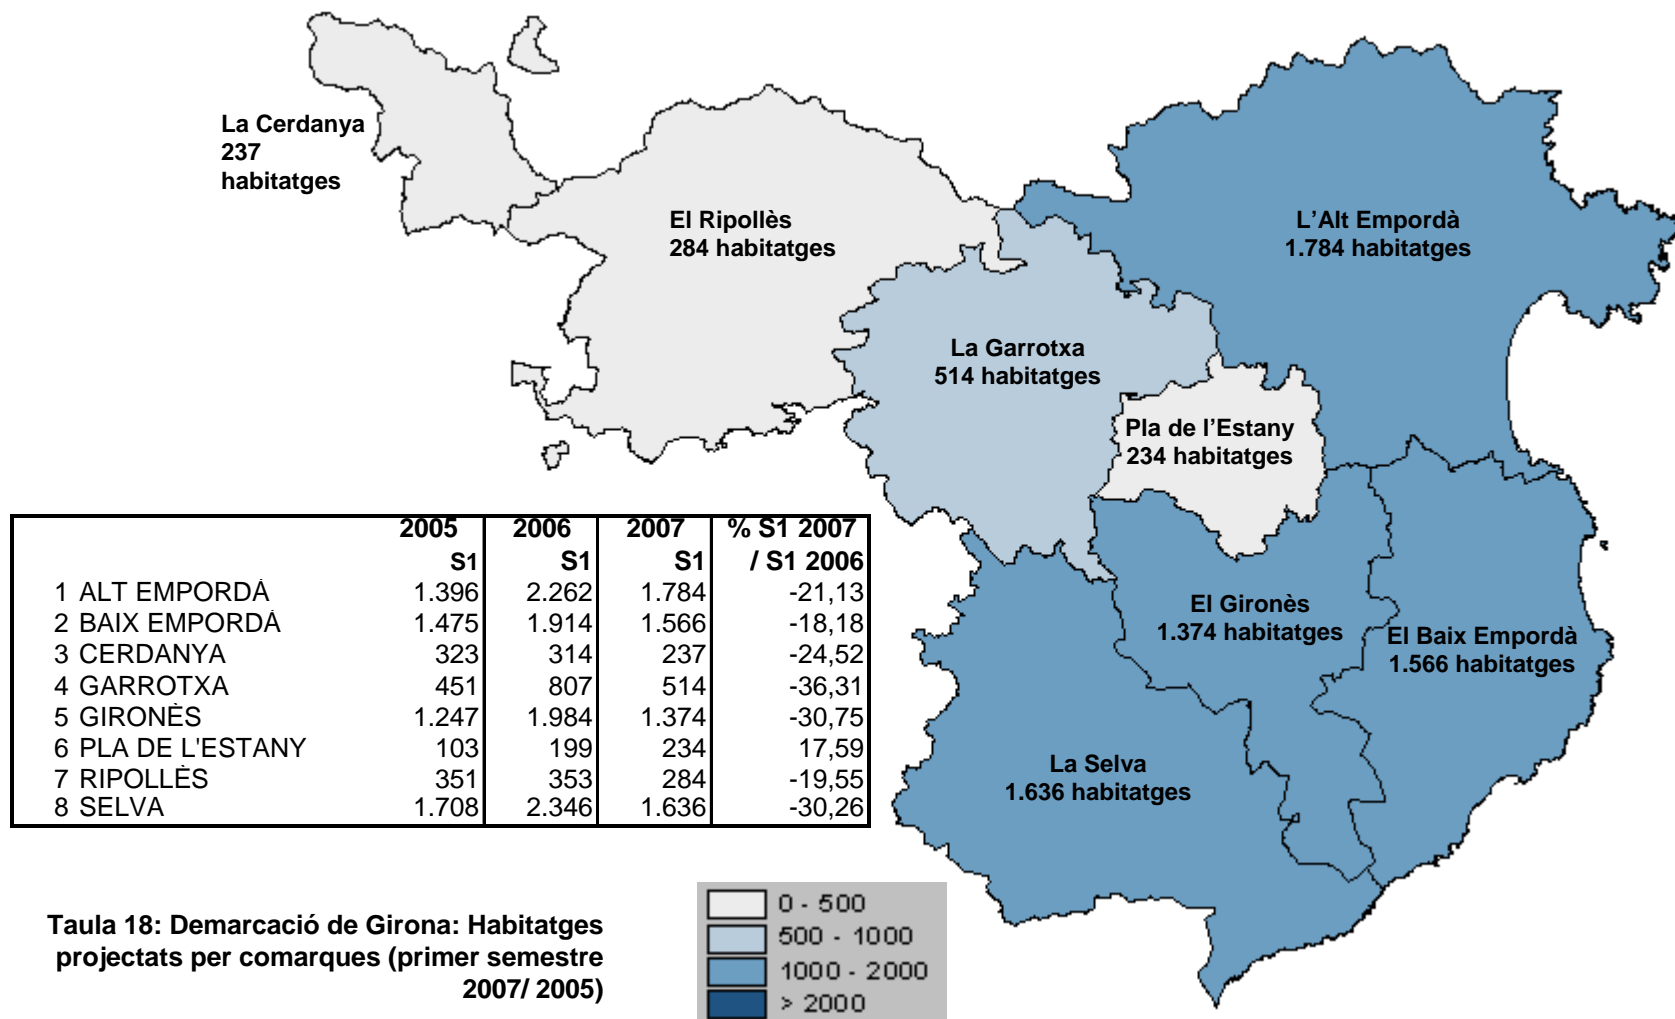 La Cerdanya
237
habitatges
El Ripollès
284 habitatges
L'Alt Empordà
1.784 habitatges
La Garrotxa
514 habitatges
Pla de l'Estany
234 habitatges
El Gironès
1.374 habitatges
El Baix Empordà
1.566 habitatges
La Selva
1.636 habitatges
2005 2006 2007 % S1 2007
S1 S1 S1 / S1 2006
1 ALT EMPORDÀ 1.396 2.262 1.784 -21,13
2 BAIX EMPORDÀ 1.475 1.914 1.566 -18,18
3 CERDANYA 323 314 237 -24,52
4 GARROTXA 451 807 514 -36,31
5 GIRONÈS 1.247 1.984 1.374 -30,75
6 PLA DE L'ESTANY 103 199 234 17,59
7 RIPOLLÈS 351 353 284 -19,55
8 SELVA 1.708 2.346 1.636 -30,26
Taula 18: Demarcació de Girona: Habitatges
projectats per comarques (primer semestre
2007/ 2005)
0 - 500
500 - 1000
1000 - 2000
> 2000